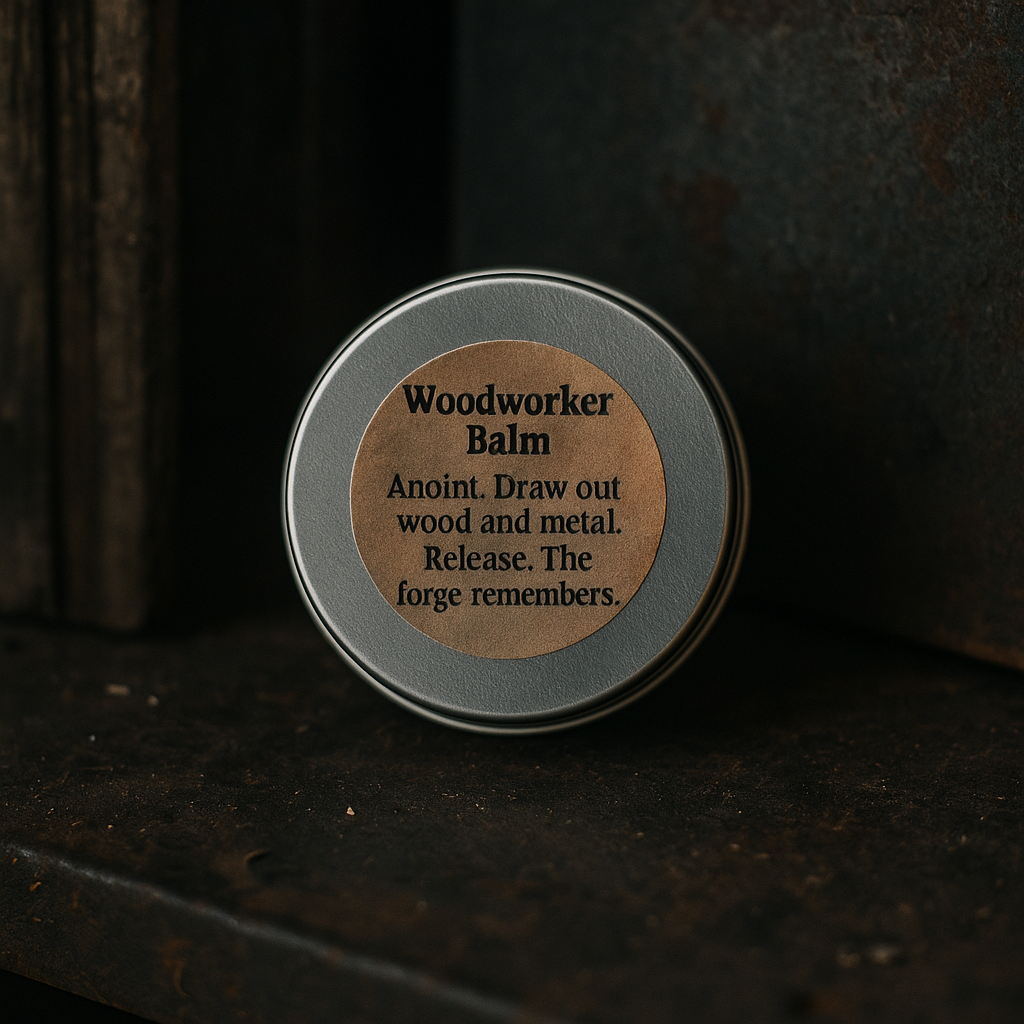 Woodworker
Balm
Anoint. Draw out
wood and metal.
Release. The
forge remembers.